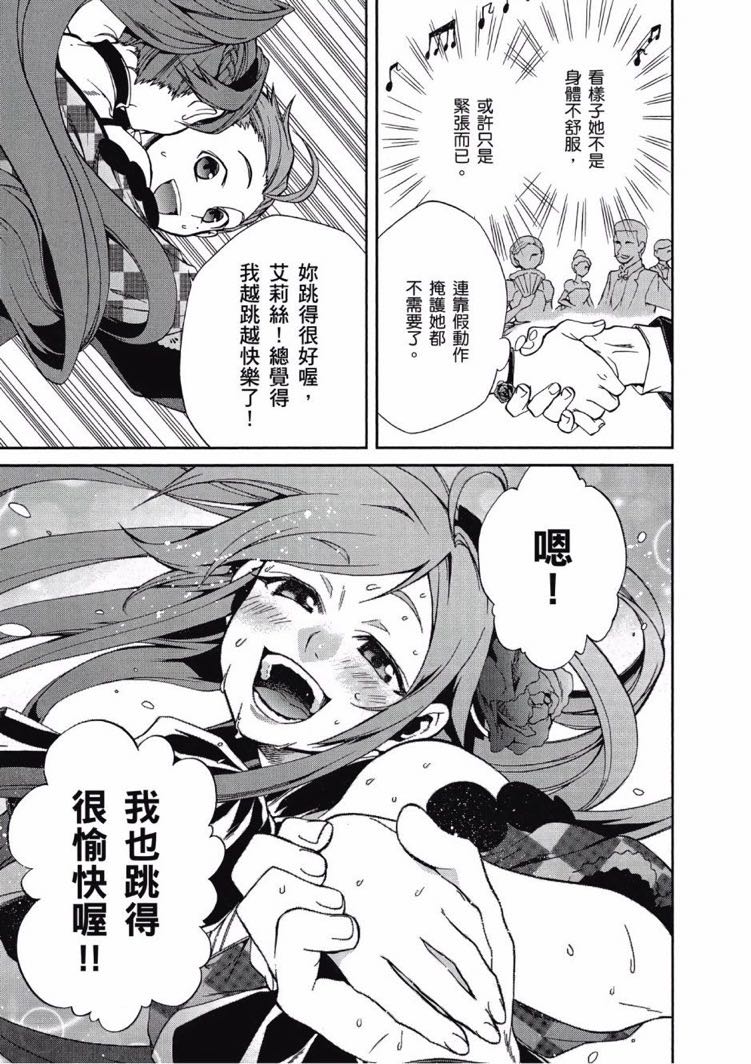 看樣子她不是
身體不舒服，
或許只是
緊張而已。
連靠假動作
掩護她都
不需要了。
妳跳得很好喔，
艾莉絲！總覺得
我越跳越快樂了！
嗯！
我也跳得
很愉快喔!!